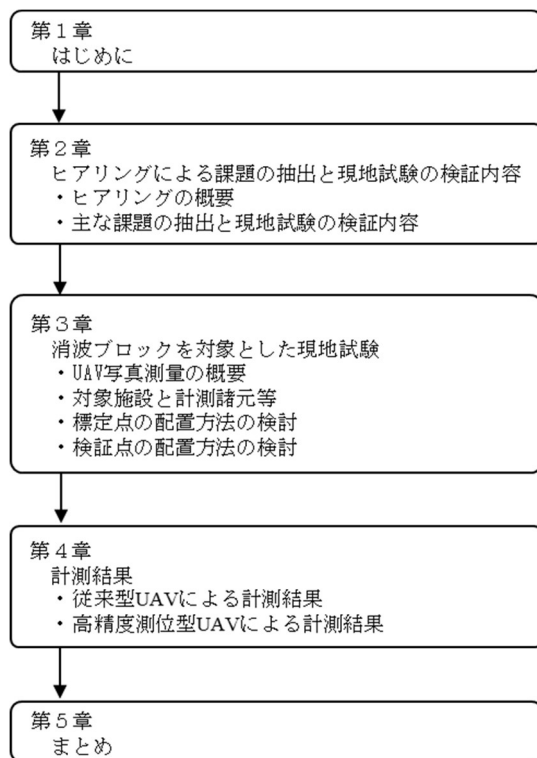 第１章
はじめに
第２章
ヒアリングによる課題の抽出と現地試験の検証内容
・ヒアリングの概要
・主な課題の抽出と現地試験の検証内容
第３章
消波ブロックを対象とした現地試験
・UAV写真測量の概要
・対象施設と計測諸元等
・標定点の配置方法の検討
・検証点の配置方法の検討
第４章
計測結果
・従来型UAVによる計測結果
・高精度測位型UAVによる計測結果
第５章
まとめ